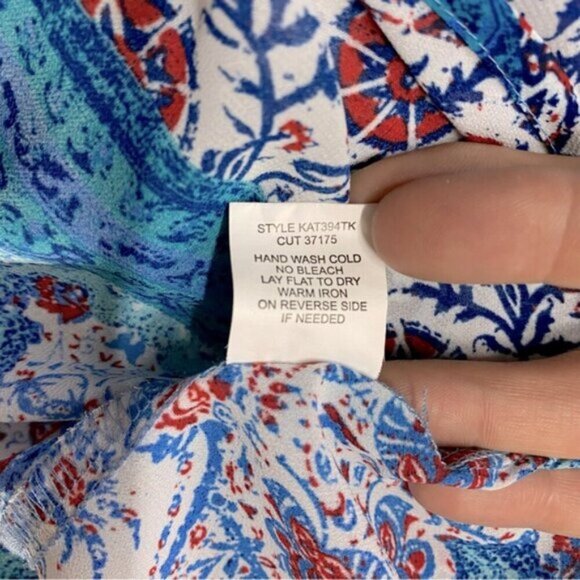 STYLE KAT394TK
CUT 37175
HAND WASH COLD
NO BLEACH
LAY FLAT TO DRY
WARM IRON
ON REVERSE SIDE
IF NEEDED